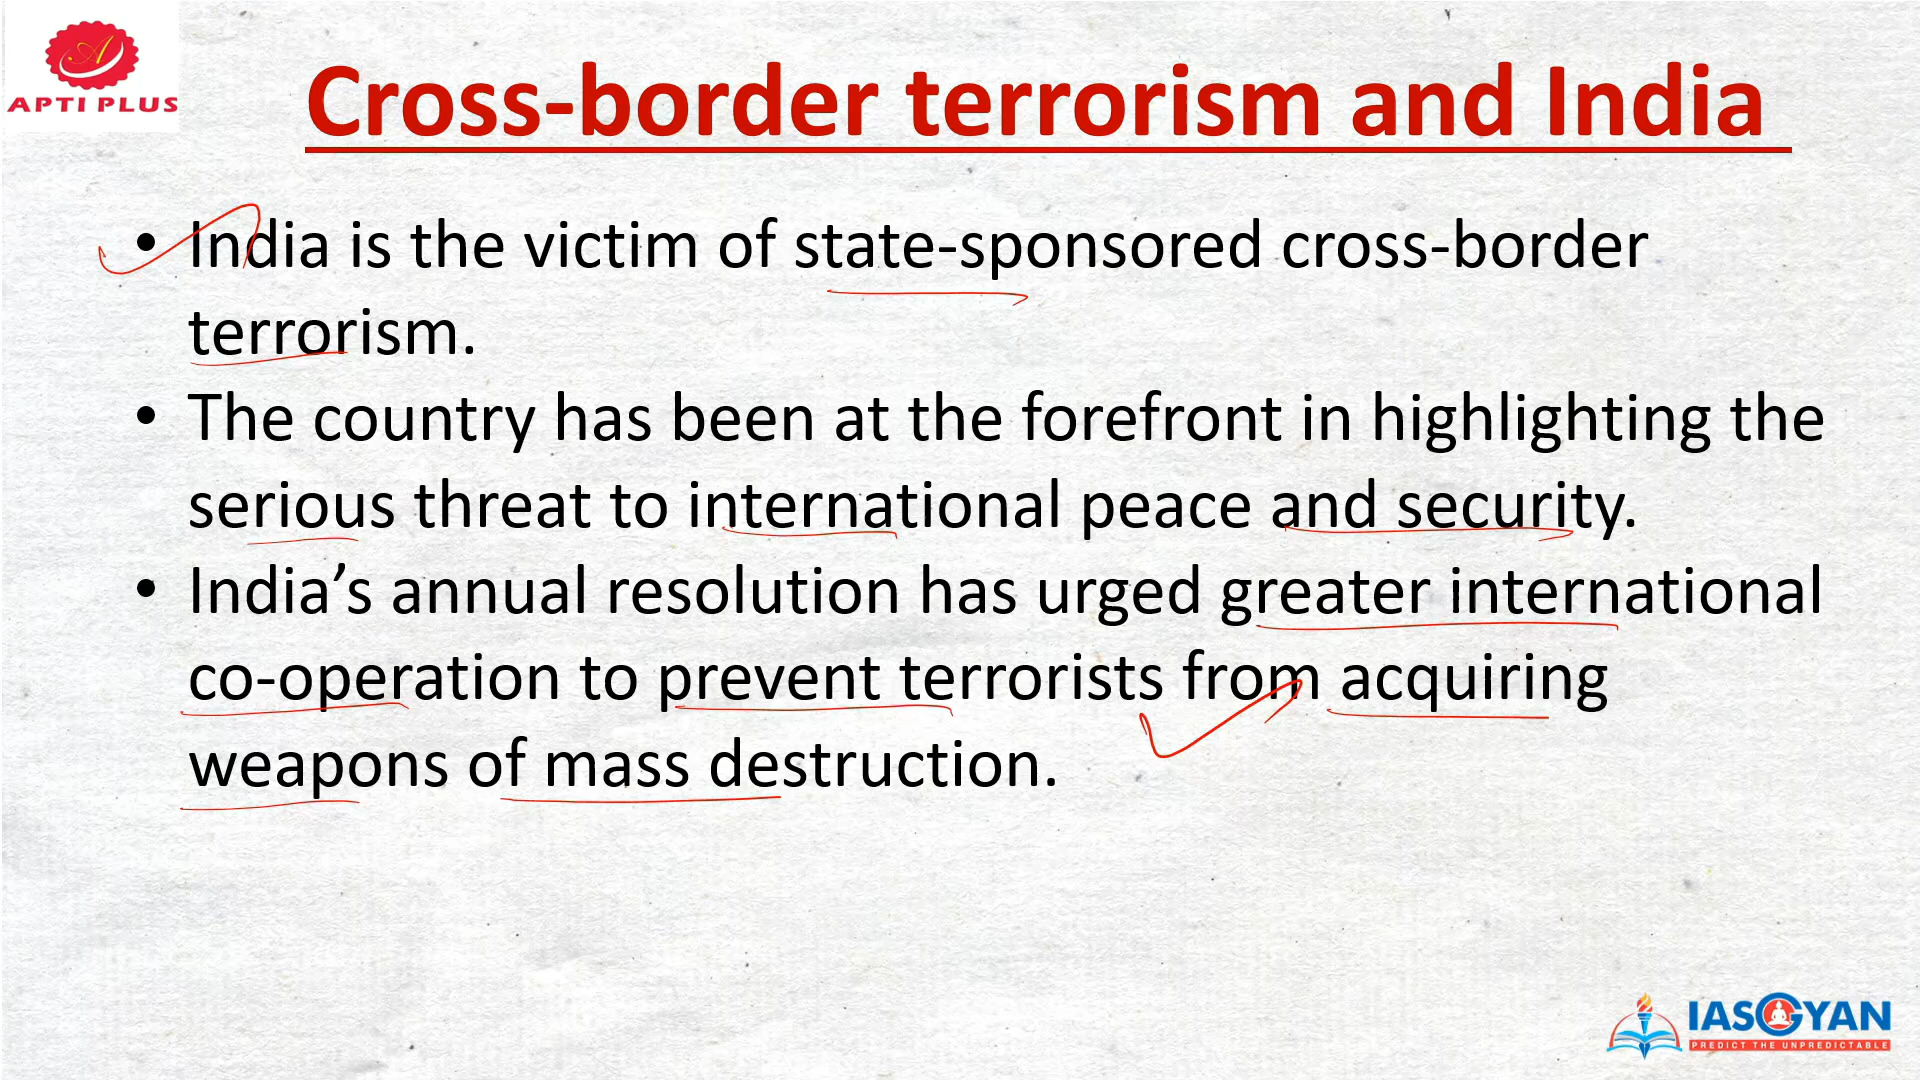 A
APTI PLUS
Cross-border terrorism and India
• India is the victim of state-sponsored cross-border
terrorism.
• The country has been at the forefront in highlighting the
serious threat to international peace and security.
• India’s annual resolution has urged greater international
co-operation to prevent terrorists from acquiring
weapons of mass destruction.
IASGYAN
PREDICT THE UNPREDICTABLE